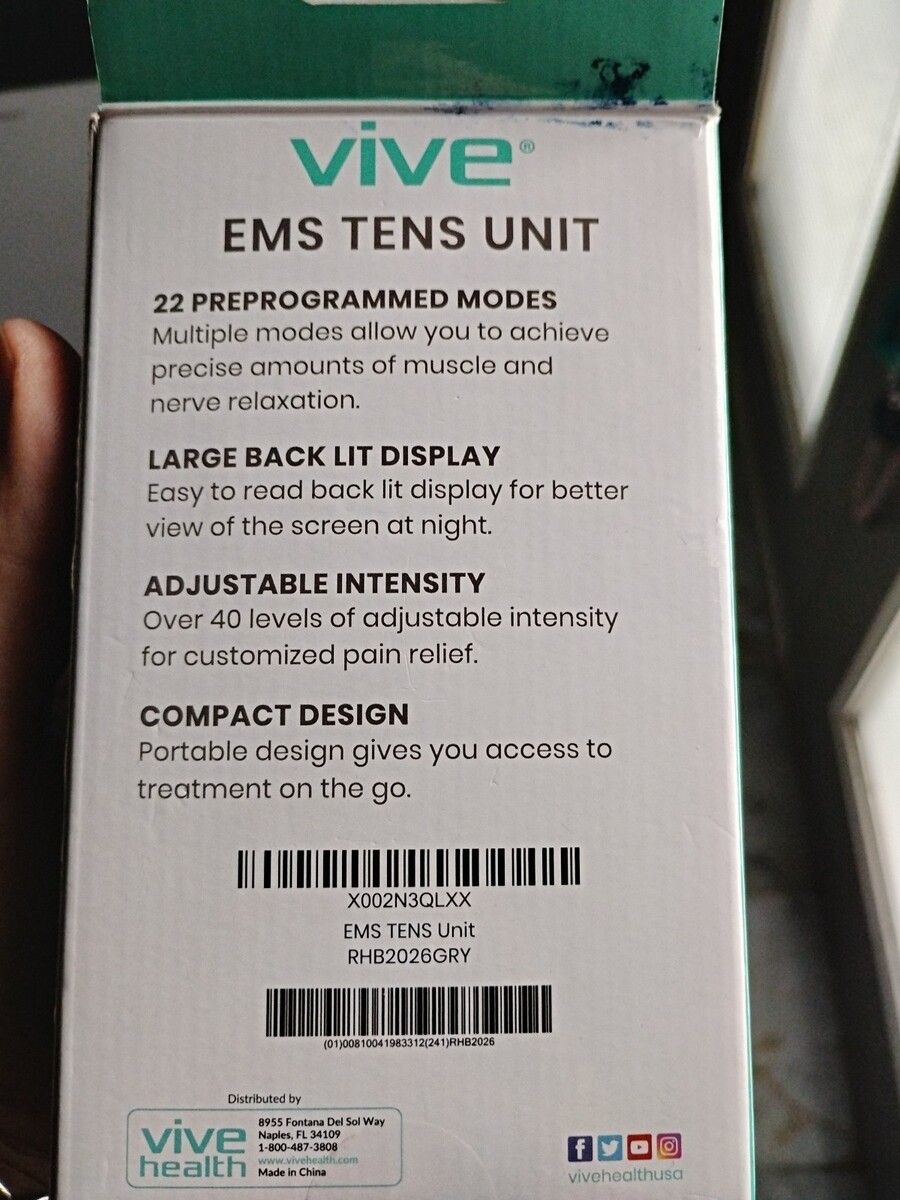 vive®
EMS TENS UNIT
22 PREPROGRAMMED MODES
Multiple modes allow you to achieve
precise amounts of muscle and
nerve relaxation.
LARGE BACK LIT DISPLAY
Easy to read back lit display for better
view of the screen at night.
ADJUSTABLE INTENSITY
Over 40 levels of adjustable intensity
for customized pain relief.
COMPACT DESIGN
Portable design gives you access to
treatment on the go.
X002N3QLXX
EMS TENS Unit
RHB2026GRY
(01)00810041983312(241)RHB2026
Distributed by
vive
health
8955 Fontana Del Sol Way
Naples, FL 34109
1-800-487-3808
www.vivehealth.com
Made in China
vivehealthusa